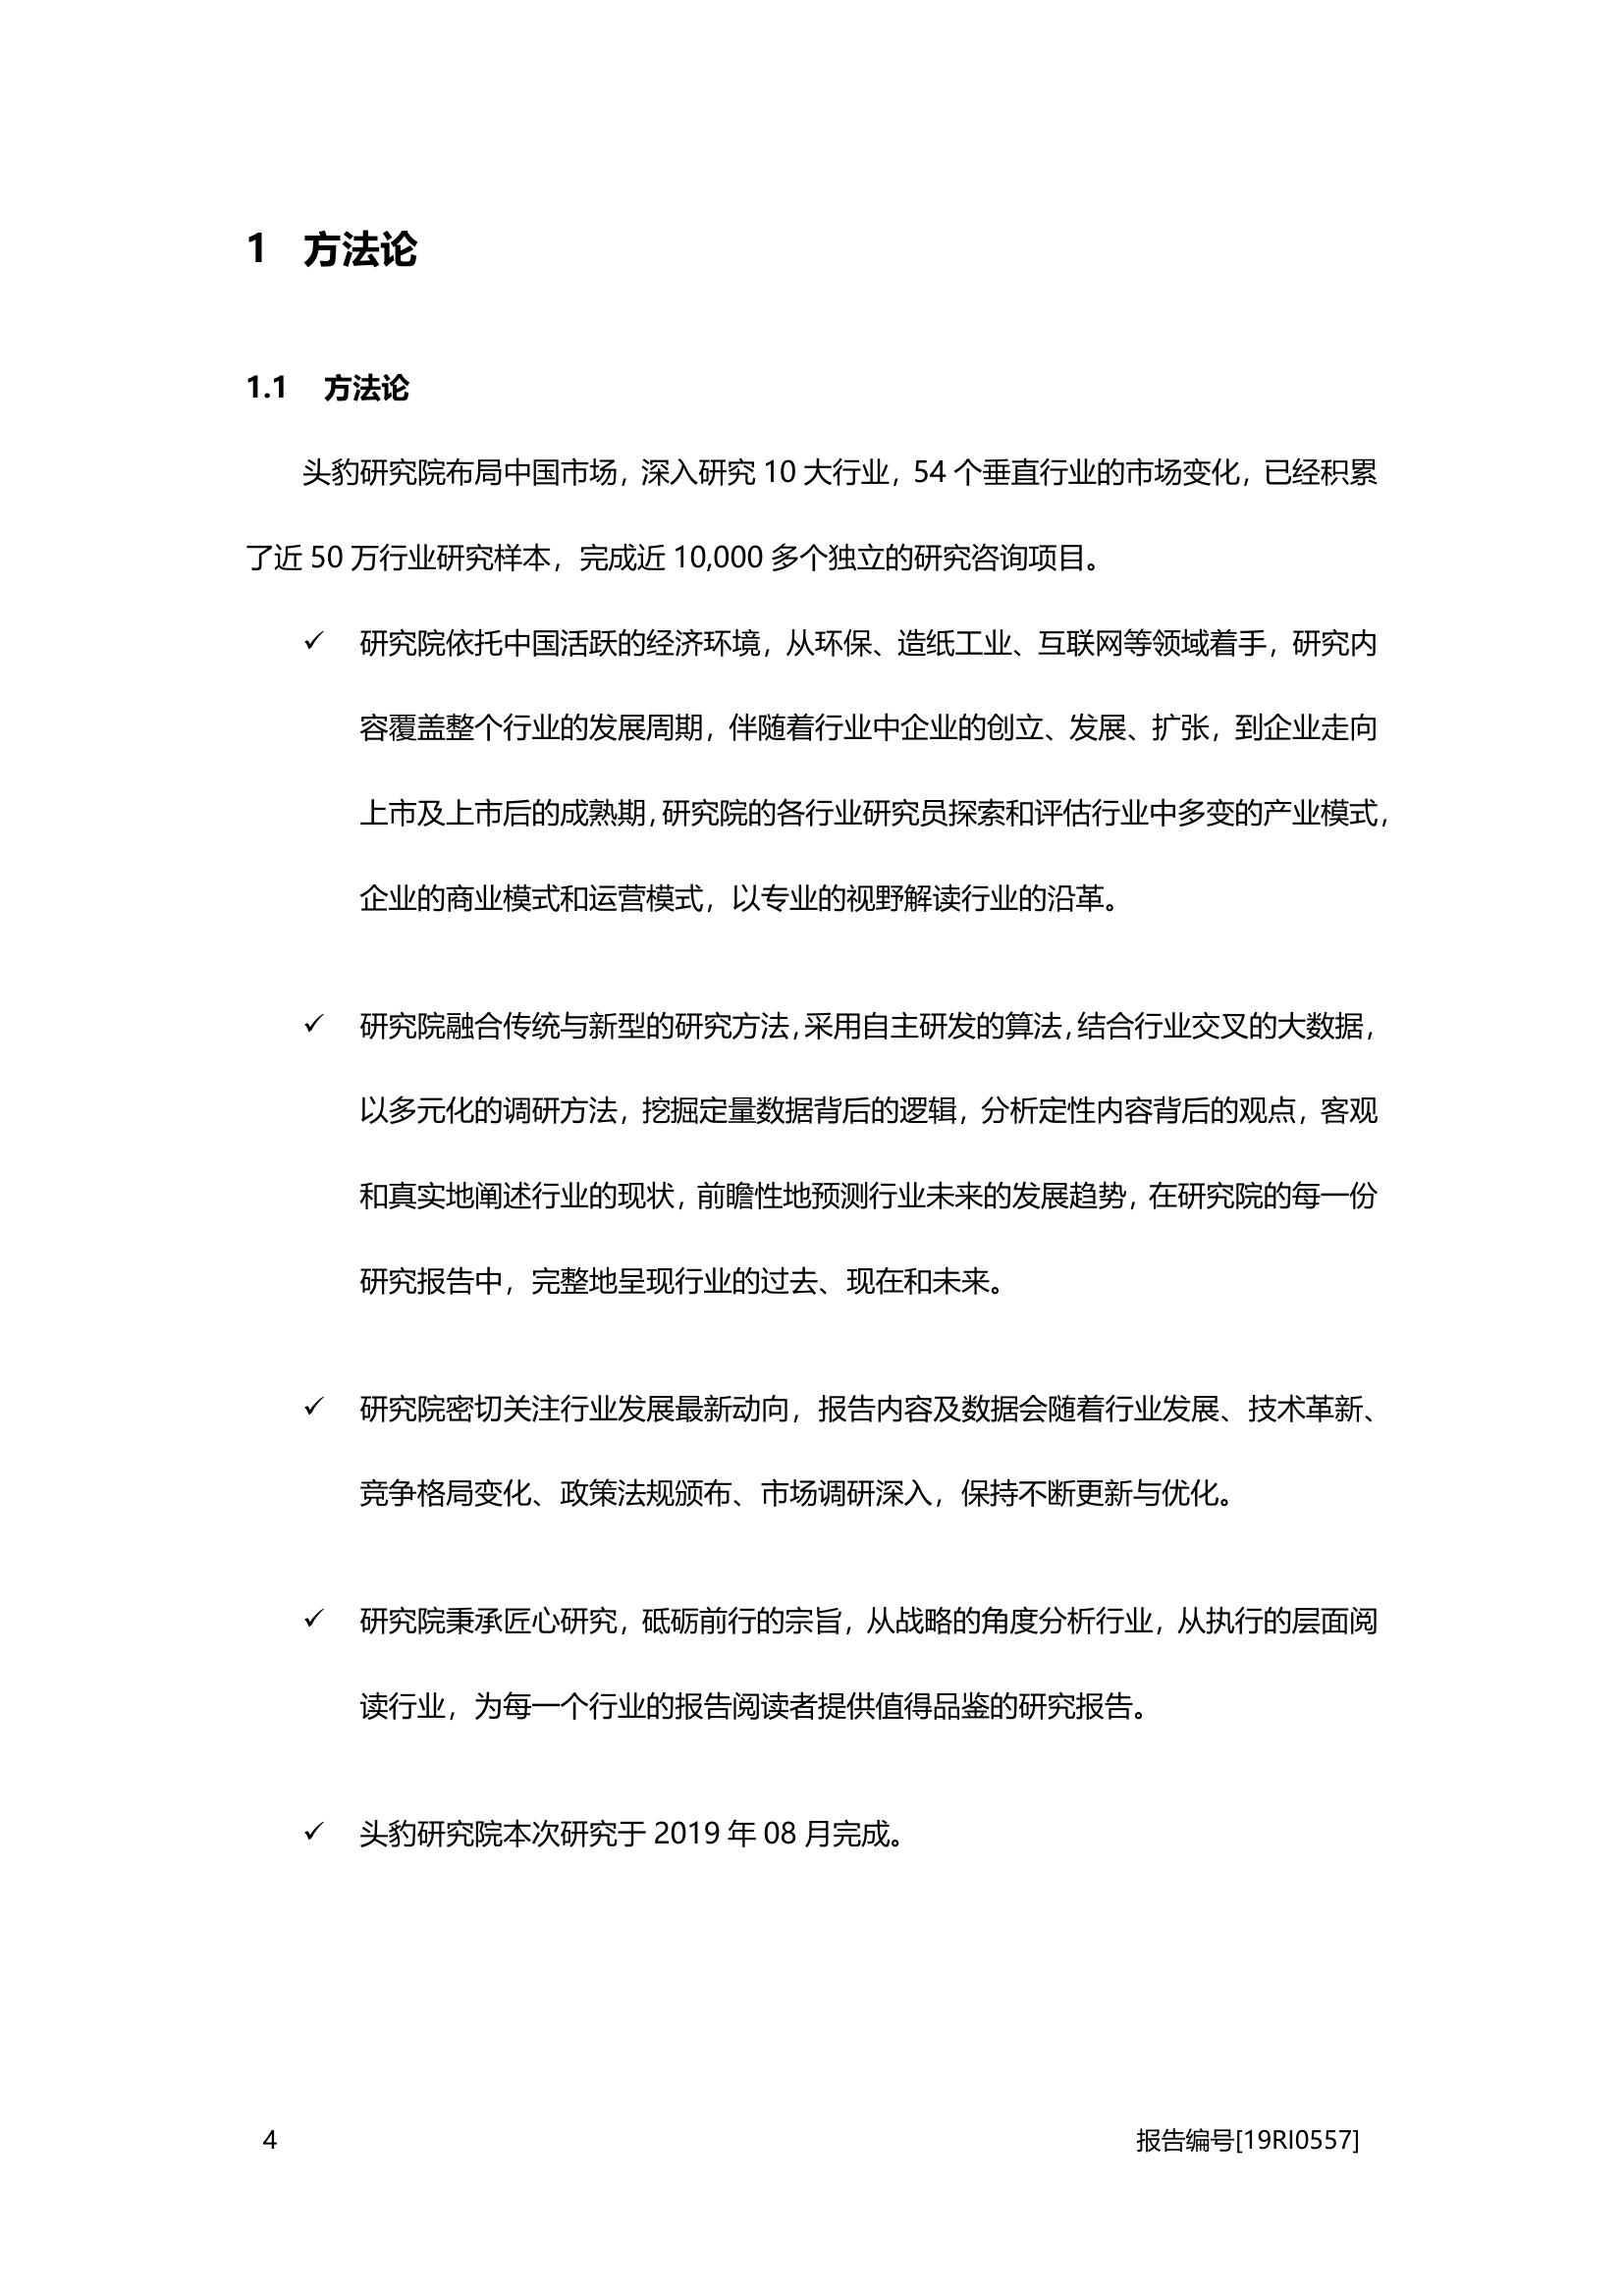 1 方法论
1.1 方法论
头豹研究院布局中国市场，深入研究 10 大行业，54 个垂直行业的市场变化，已经积累
了近 50 万行业研究样本，完成近 10,000 多个独立的研究咨询项目。
✓ 研究院依托中国活跃的经济环境，从环保、造纸工业、互联网等领域着手，研究内
容覆盖整个行业的发展周期，伴随着行业中企业的创立、发展、扩张，到企业走向
上市及上市后的成熟期，研究院的各行业研究员探索和评估行业中多变的产业模式，
企业的商业模式和运营模式，以专业的视野解读行业的沿革。
✓ 研究院融合传统与新型的研究方法，采用自主研发的算法，结合行业交叉的大数据，
以多元化的调研方法，挖掘定量数据背后的逻辑，分析定性内容背后的观点，客观
和真实地阐述行业的现状，前瞻性地预测行业未来的发展趋势，在研究院的每一份
研究报告中，完整地呈现行业的过去、现在和未来。
✓ 研究院密切关注行业发展最新动向，报告内容及数据会随着行业发展、技术革新、
竞争格局变化、政策法规颁布、市场调研深入，保持不断更新与优化。
✓ 研究院秉承匠心研究，砥砺前行的宗旨，从战略的角度分析行业，从执行的层面阅
读行业，为每一个行业的报告阅读者提供值得品鉴的研究报告。
✓ 头豹研究院本次研究于 2019 年 08 月完成。
4 报告编号[19RI0557]